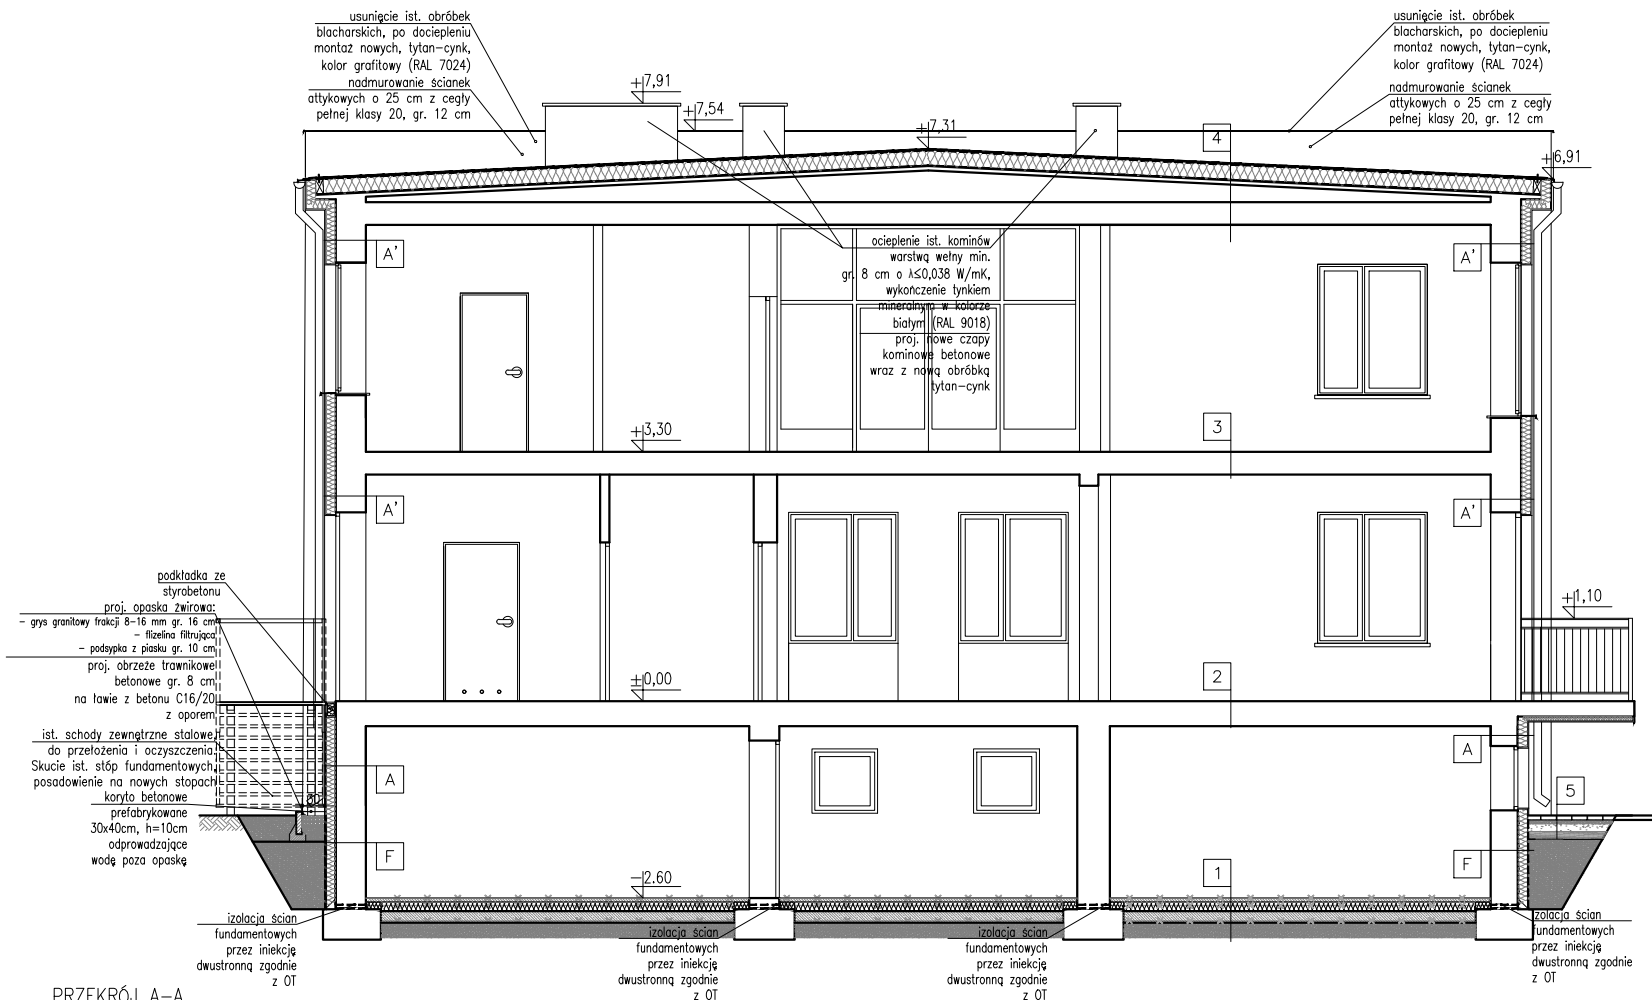 usunięcie ist. obróbek
blacharskich, po dociepleniu
montaż nowych, tytan-cynk,
kolor grafitowy (RAL 7024)
nadmurowanie ścianek
attykowych o 25 cm z cegły
pełnej klasy 20, gr. 12 cm
usunięcie ist. obróbek
blacharskich, po dociepleniu
montaż nowych, tytan-cynk,
kolor grafitowy (RAL 7024)
nadmurowanie ścianek
attykowych o 25 cm z cegły
pełnej klasy 20, gr. 12 cm
+7,91
+7,54
+7,31
4
+6,91
A'
ocieplenie ist. kominów
warstwą wełny min.
gr. 8 cm o λ≤0,038 W/mK,
wykończenie tynkiem
mineralnym w kolorze
białym (RAL 9018)
proj. nowe czapy
kominowe betonowe
wraz z nową obróbką
tytan-cynk
A'
+3,30
3
A'
A'
podkładka ze
styrobetonu
proj. opaska żwirowa:
- grys granitowy frakcji 8-16 mm gr. 16 cm
- flizelina filtrująca
- podsypka z piasku gr. 10 cm
proj. obrzeże trawnikowe
betonowe gr. 8 cm
na ławie z betonu C16/20
z oporem
ist. schody zewnętrzne stalowe,
do przełożenia i oczyszczenia.
Skucie ist. stóp fundamentowych,
posadowienie na nowych stopach
koryto betonowe
prefabrykowane
30x40cm, h=10cm
odprowadzające
wodę poza opaskę
+1,10
±0,00
2
A
A
30
5
F
F
-2.60
1
izolacja ścian
fundamentowych
przez iniekcję
dwustronną zgodnie
z OT
izolacja ścian
fundamentowych
przez iniekcję
dwustronną zgodnie
z OT
izolacja ścian
fundamentowych
przez iniekcję
dwustronną zgodnie
z OT
izolacja ścian
fundamentowych
przez iniekcję
dwustronną zgodnie
z OT
PRZEKRÓJ A-A